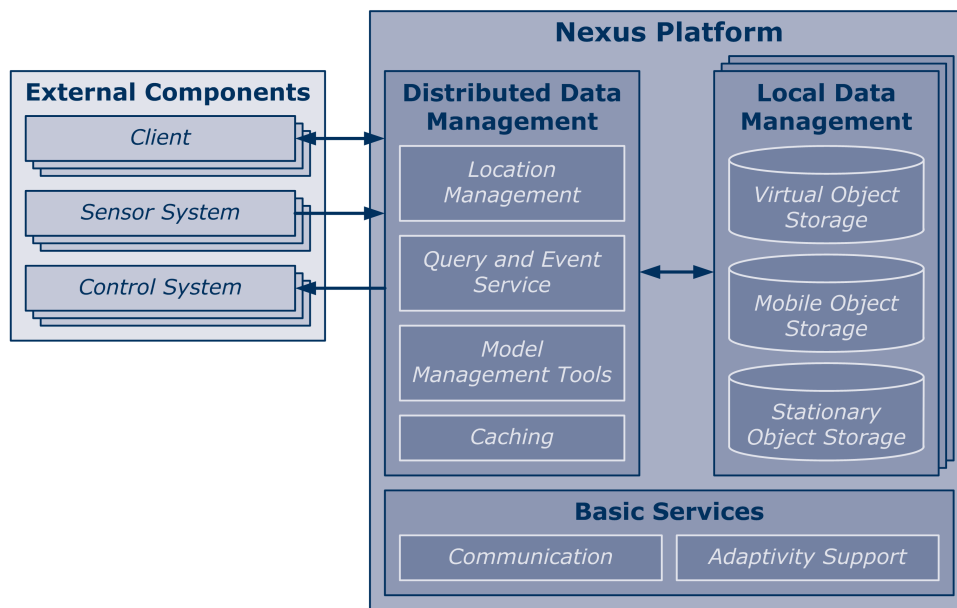 Nexus Platform
External Components
Client
Sensor System
Control System
Distributed Data
Management
Location
Management
Query and Event
Service
Model
Management Tools
Caching
Local Data
Management
Virtual Object
Storage
Mobile Object
Storage
Stationary
Object Storage
Basic Services
Communication
Adaptivity Support